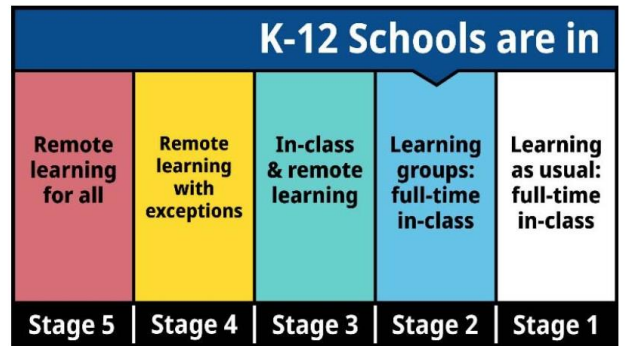 K-12 Schools are in
Remote
learning
for all
Remote
learning
with
exceptions
In-class
& remote
learning
Learning
groups:
full-time
in-class
Learning
as usual:
full-time
in-class
Stage 5
Stage 4
Stage 3
Stage 2
Stage 1